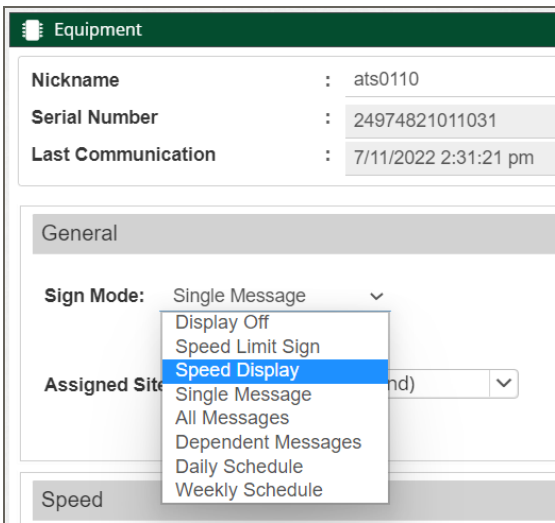 Equipment
Nickname : ats0110
Serial Number : 24974821011031
Last Communication : 7/11/2022 2:31:21 pm
General
Sign Mode: Single Message
Display Off
Speed Limit Sign
Speed Display
Assigned Site nd)
Single Message
All Messages
Dependent Messages
Daily Schedule
Weekly Schedule
Speed